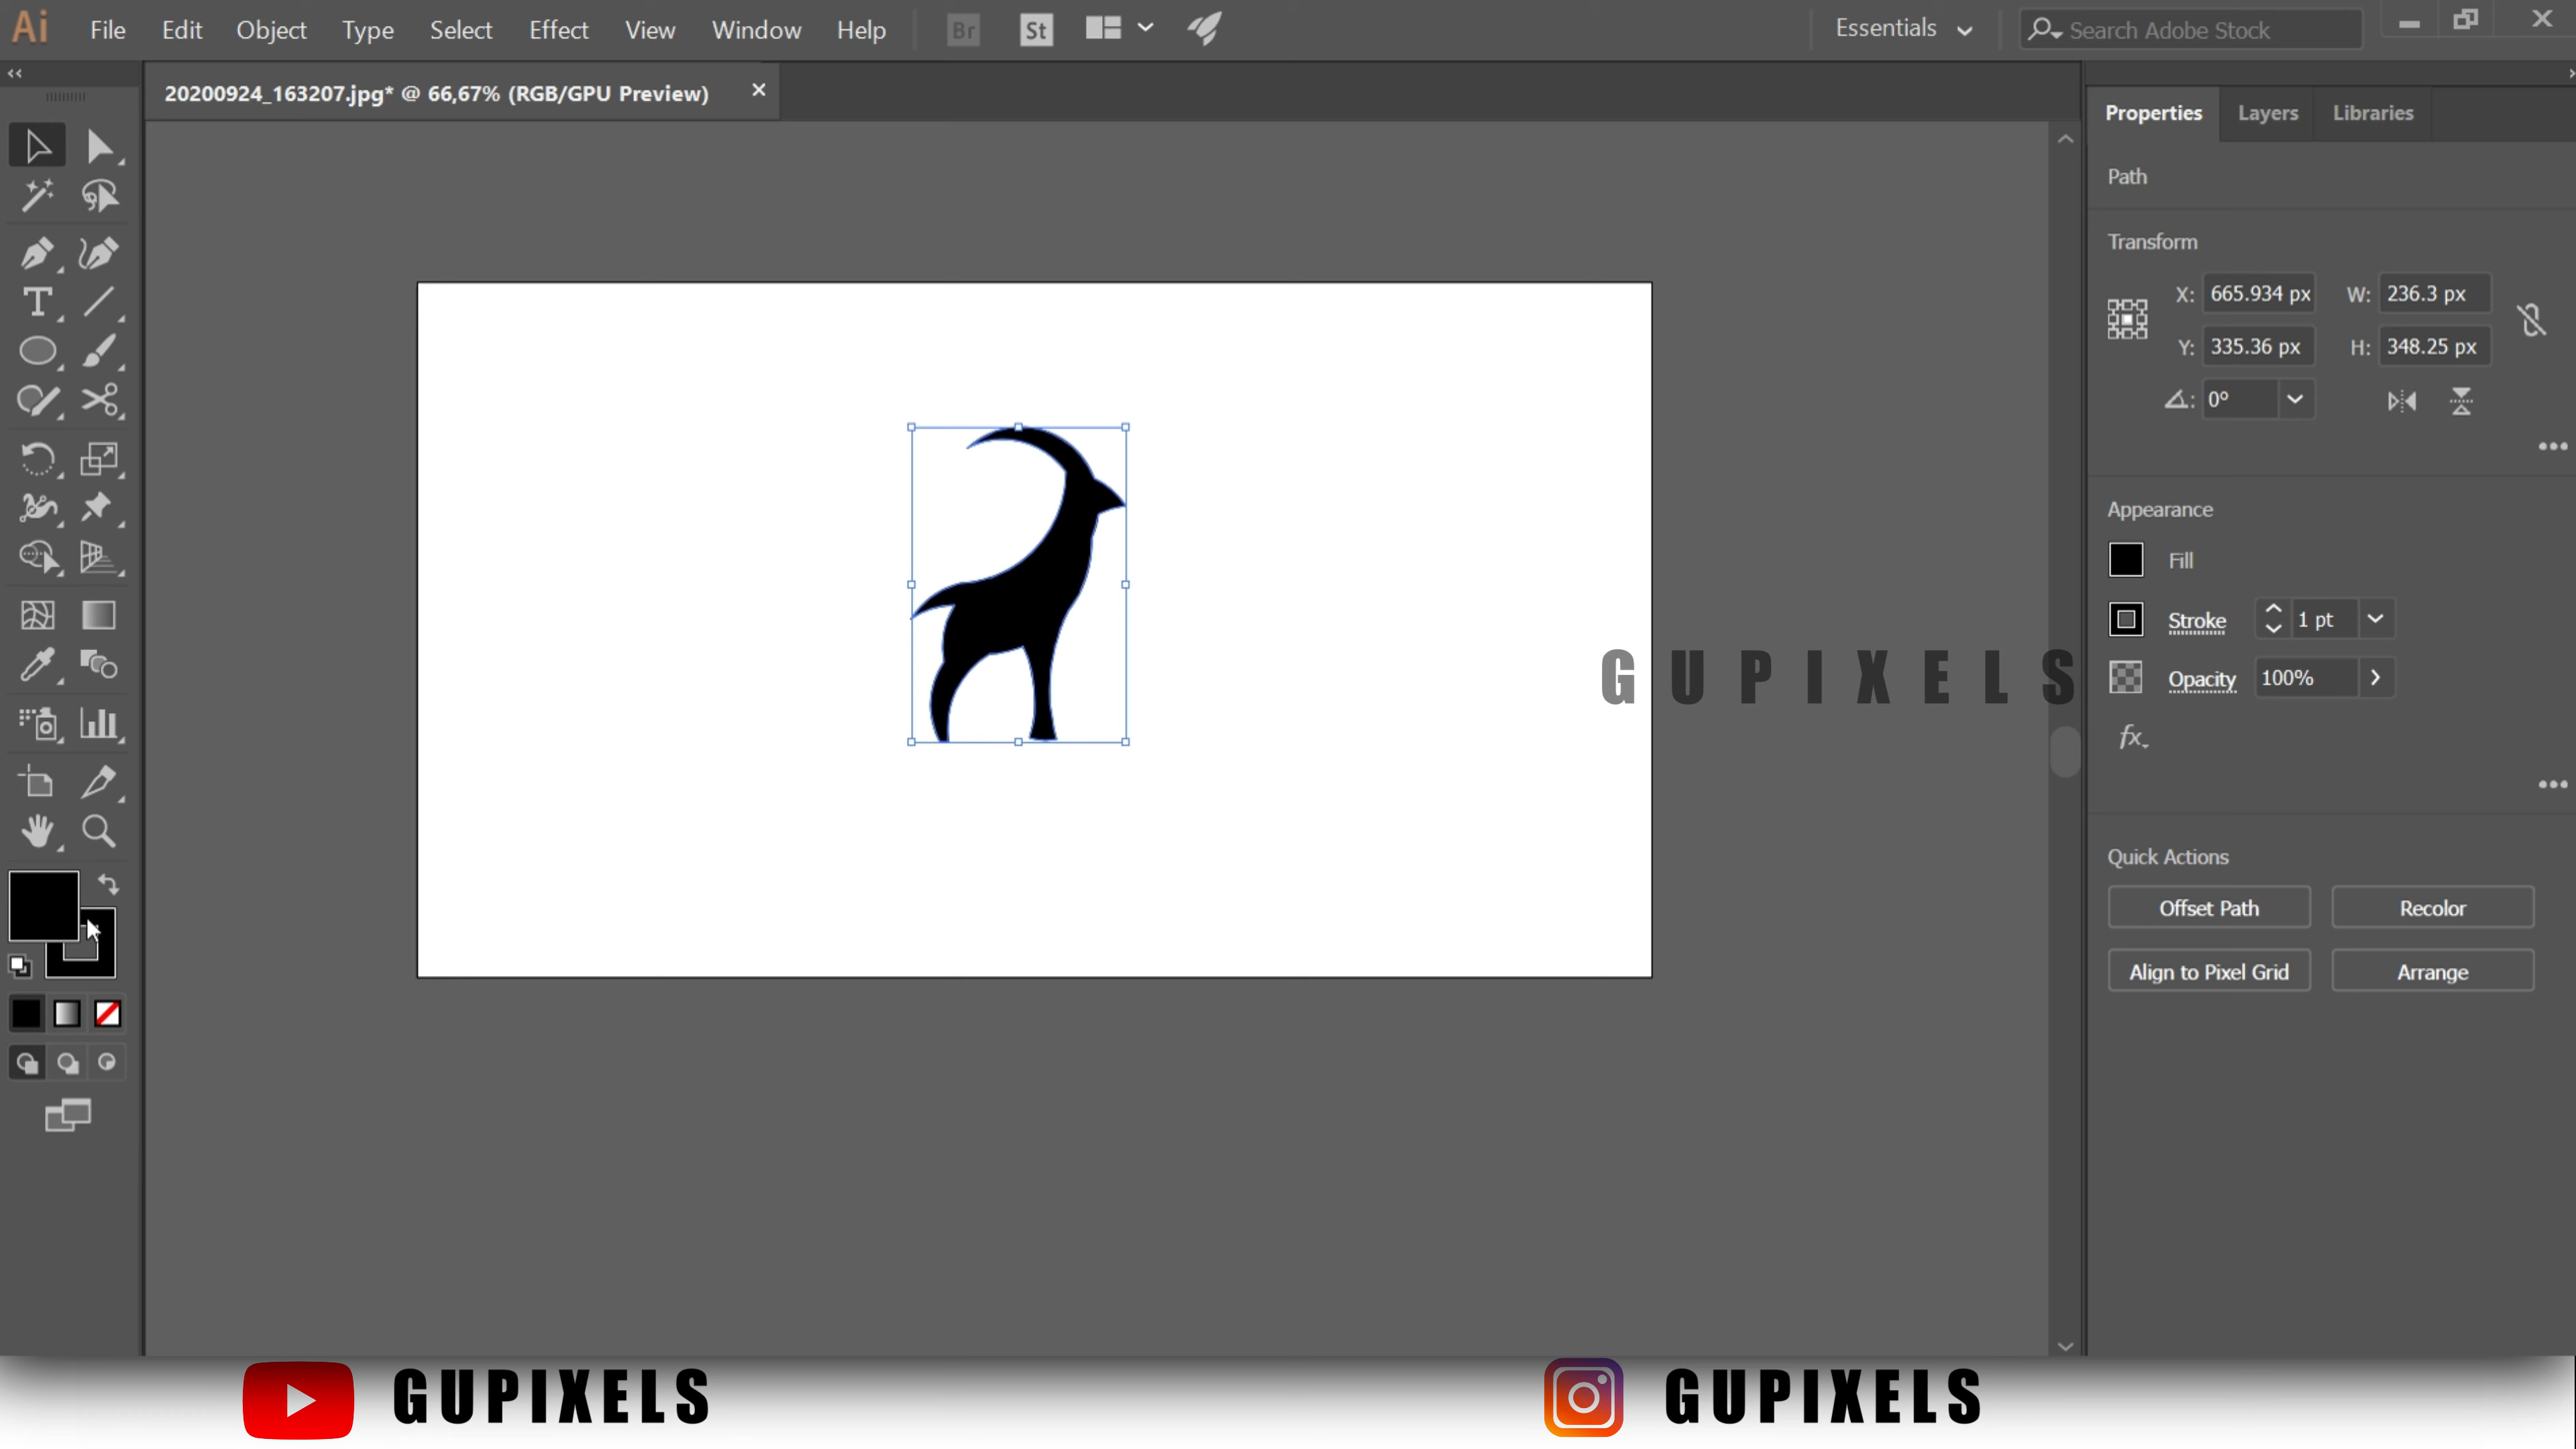 Ai File Edit Object Type Select Effect View Window Help Br St Essentials Search Adobe Stock
20200924_163207.jpg* @ 66,67% (RGB/GPU Preview)
Properties Layers Libraries
Path
Transform
X: 665.934 px W: 236.3 px
Y: 335.36 px H: 348.25 px
0°
Appearance
Fill
Stroke 1 pt
Opacity 100%
fx
GUPIXELS
Quick Actions
Offset Path Recolor
Align to Pixel Grid Arrange
GUPIXELS GUPIXELS